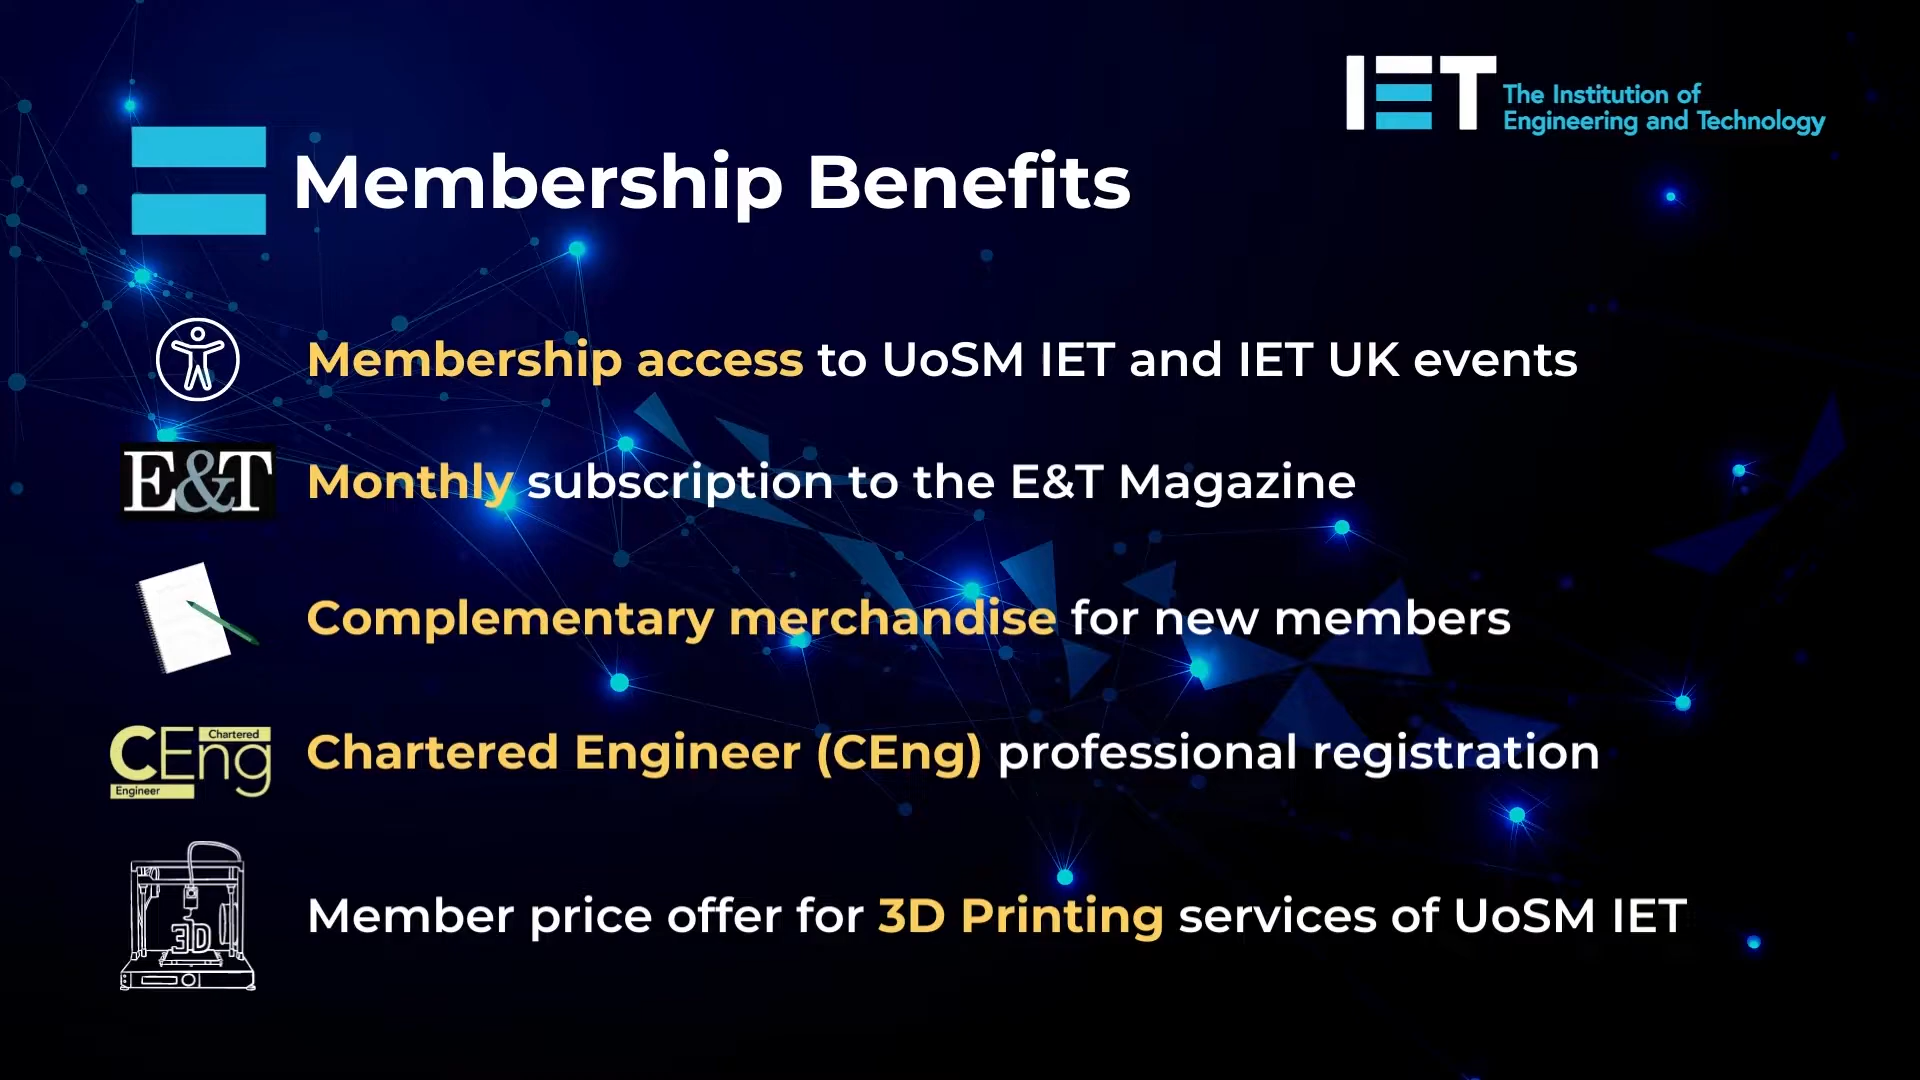 IET The Institution of
Engineering and Technology
Membership Benefits
Membership access to UoSM IET and IET UK events
E&T
Monthly subscription to the E&T Magazine
Complementary merchandise for new members
Chartered
CEng
Engineer
Chartered Engineer (CEng) professional registration
3D
Member price offer for 3D Printing services of UoSM IET